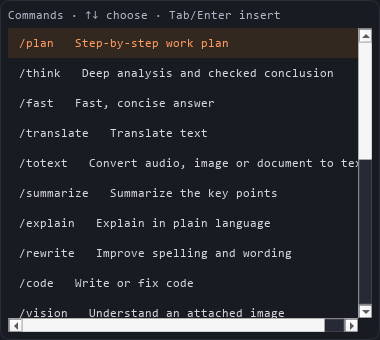 Commands · ↑↓ choose · Tab/Enter insert
/plan Step-by-step work plan
/think Deep analysis and checked conclusion
/fast Fast, concise answer
/translate Translate text
/totext Convert audio, image or document to tex
/summarize Summarize the key points
/explain Explain in plain language
/rewrite Improve spelling and wording
/code Write or fix code
/vision Understand an attached image